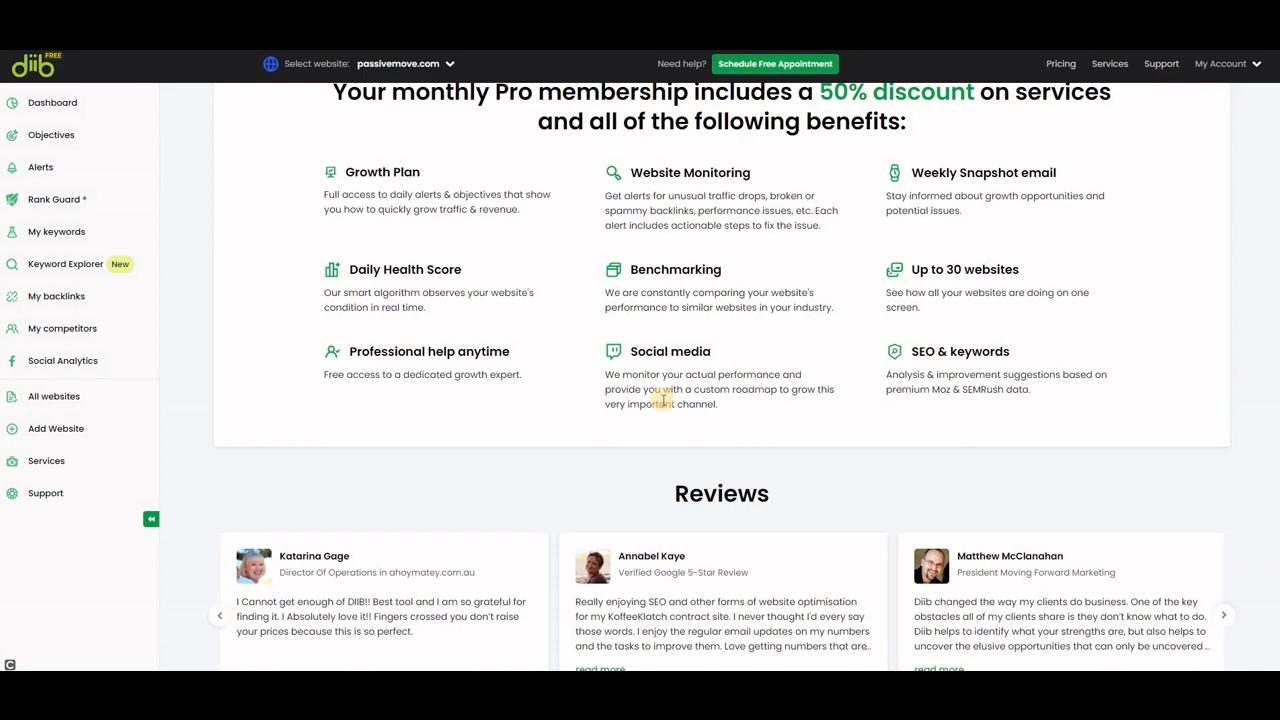 diib FREE
Select website: passivemove.com
Need help? Schedule Free Appointment
Pricing Services Support My Account
Dashboard
Objectives
Alerts
Rank Guard ®
My keywords
Keyword Explorer New
My backlinks
My competitors
Social Analytics
All websites
Add Website
Services
Support
Your monthly Pro membership includes a 50% discount on services
and all of the following benefits:
Growth Plan
Full access to daily alerts & objectives that show
you how to quickly grow traffic & revenue.
Website Monitoring
Get alerts for unusual traffic drops, broken or
spammy backlinks, performance issues, etc. Each
alert includes actionable steps to fix the issue.
Weekly Snapshot email
Stay informed about growth opportunities and
potential issues.
Daily Health Score
Our smart algorithm observes your website's
condition in real time.
Benchmarking
We are constantly comparing your website's
performance to similar websites in your industry.
Up to 30 websites
See how all your websites are doing on one
screen.
Professional help anytime
Free access to a dedicated growth expert.
Social media
We monitor your actual performance and
provide you with a custom roadmap to grow this
very important channel.
SEO & keywords
Analysis & improvement suggestions based on
premium Moz & SEMRush data.
Reviews
Katarina Gage
Director Of Operations in ahoymatey.com.au
I Cannot get enough of DIIB!! Best tool and I am so grateful for
finding it. I Absolutely love it!! Fingers crossed you don't raise
your prices because this is so perfect.
Annabel Kaye
Verified Google 5-Star Review
Really enjoying SEO and other forms of website optimisation
for my KoffeeKlatch contract site. I never thought I'd every say
those words. I enjoy the regular email updates on my numbers
and the tasks to improve them. Love getting numbers that are...
read more
Matthew McClanahan
President Moving Forward Marketing
Diib changed the way my clients do business. One of the key
obstacles all of my clients share is they don't know what to do.
Diib helps to identify what your strengths are, but also helps to
uncover the elusive opportunities that can only be uncovered...
read more